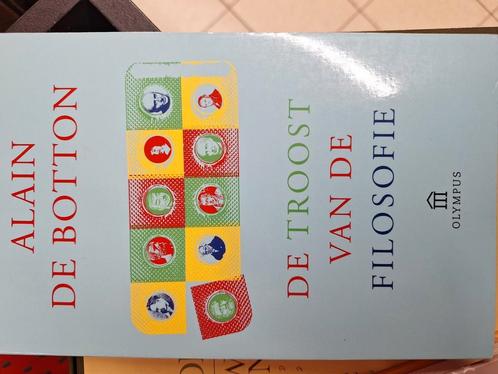 ALAIN
DE BOTTON
DE TROOST
VAN DE
FILOSOFIE
OLYMPUS